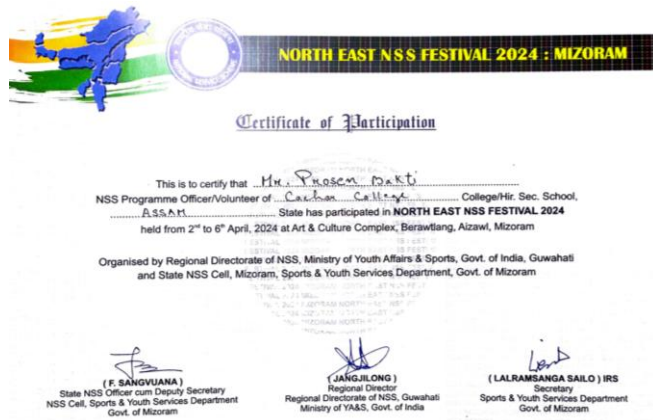 NORTH EAST N S S FESTIVAL 2024 : MIZORAM
Certificate of Participation
This is to certify that Mr. Prosen Bakti
NSS Programme Officer/Volunteer of Cachar College College/Hir. Sec. School,
ASSAM State has participated in NORTH EAST NSS FESTIVAL 2024
held from 2nd to 6th April, 2024 at Art & Culture Complex, Berawtlang, Aizawl, Mizoram
Organised by Regional Directorate of NSS, Ministry of Youth Affairs & Sports, Govt. of India, Guwahati
and State NSS Cell, Mizoram, Sports & Youth Services Department, Govt. of Mizoram
( F. SANGVUANA )
State NSS Officer cum Deputy Secretary
NSS Cell, Sports & Youth Services Department
Govt. of Mizoram
( JANGJILONG )
Regional Director
Regional Directorate of NSS, Guwahati
Ministry of YA&S, Govt. of India
( LALRAMSANGA SAILO ) IRS
Secretary
Sports & Youth Services Department
Govt. of Mizoram